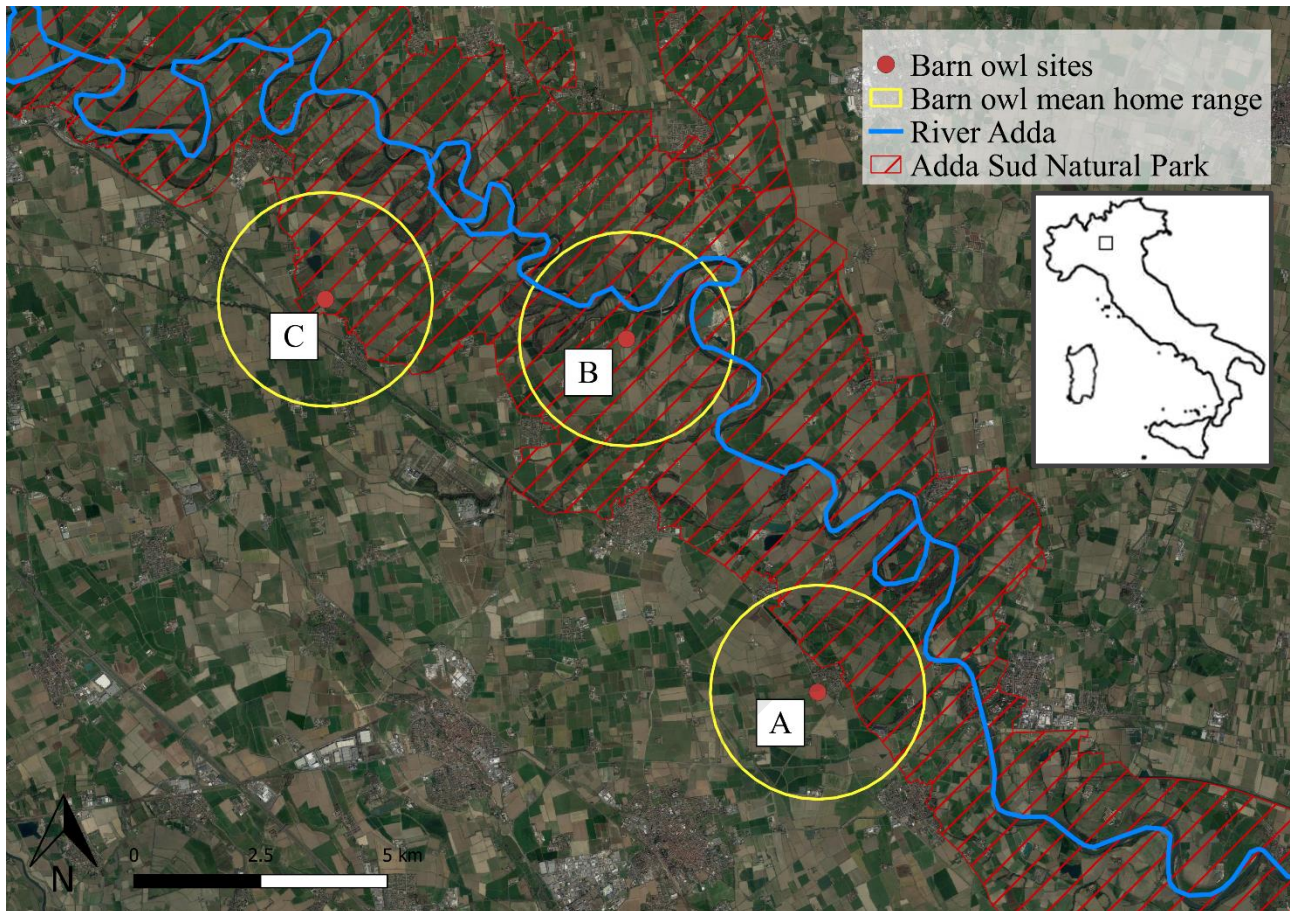 Barn owl sites
Barn owl mean home range
River Adda
Adda Sud Natural Park
C
B
A
N
0 2.5 5 km